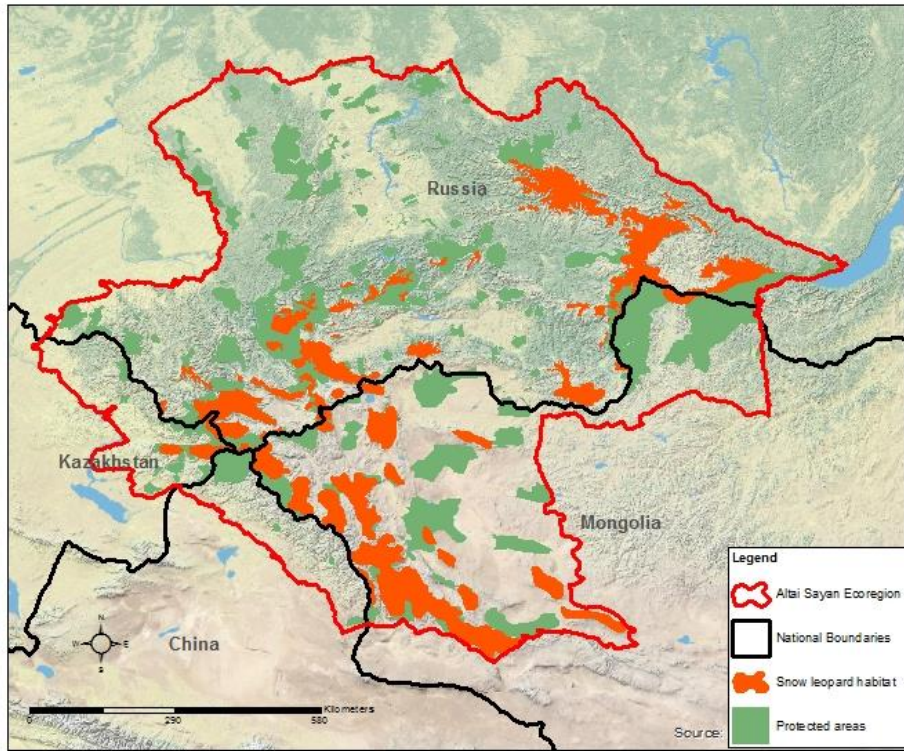 Russia
Kazakhstan
Mongolia
China
N
W E
S
Kilometers
0 290 580
Legend
Altai Sayan Ecoregion
National Boundaries
Snow leopard habitat
Protected areas
Source: